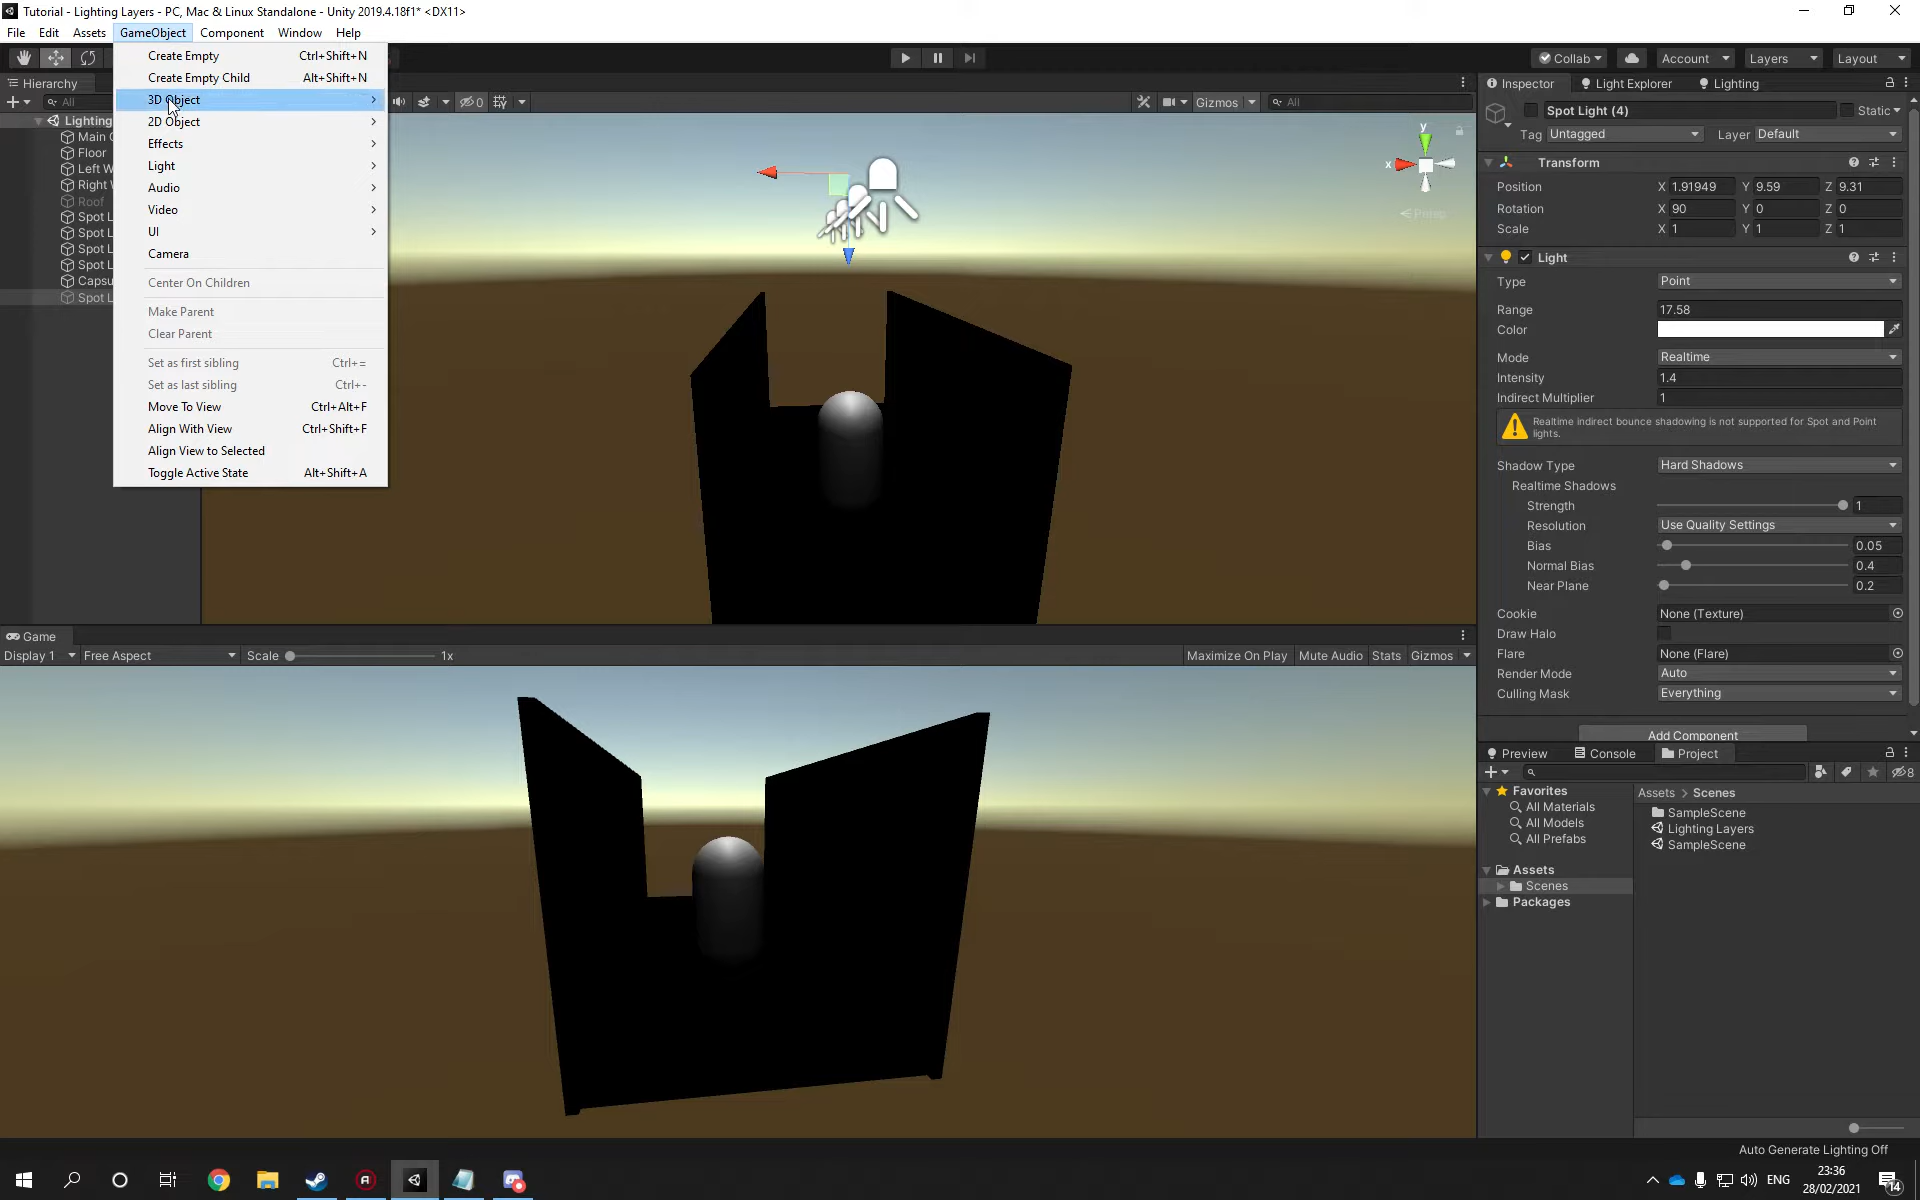 Tutorial - Lighting Layers - PC, Mac & Linux Standalone - Unity 2019.4.18f1* <DX11>
File Edit Assets GameObject Component Window Help
Collab Account Layers Layout
Create Empty Ctrl+Shift+N
Create Empty Child Alt+Shift+N
3D Object
2D Object
Effects
Light
Audio
Video
UI
Camera
Center On Children
Make Parent
Clear Parent
Set as first sibling Ctrl+=
Set as last sibling Ctrl+-
Move To View Ctrl+Alt+F
Align With View Ctrl+Shift+F
Align View to Selected
Toggle Active State Alt+Shift+A
Hierarchy
All
Lighting
Main C
Floor
Left W
Right W
Roof
Spot L
Spot L
Spot L
Spot L
Capsu
Spot L
0
Gizmos
All
y
x
Persp
Game
Display 1 Free Aspect Scale 1x Maximize On Play Mute Audio Stats Gizmos
Inspector Light Explorer Lighting
Spot Light (4) Static
Tag Untagged Layer Default
Transform
Position X 1.91949 Y 9.59 Z 9.31
Rotation X 90 Y 0 Z 0
Scale X 1 Y 1 Z 1
Light
Type Point
Range 17.58
Color
Mode Realtime
Intensity 1.4
Indirect Multiplier 1
Realtime indirect bounce shadowing is not supported for Spot and Point
lights.
Shadow Type Hard Shadows
Realtime Shadows
Strength 1
Resolution Use Quality Settings
Bias 0.05
Normal Bias 0.4
Near Plane 0.2
Cookie None (Texture)
Draw Halo
Flare None (Flare)
Render Mode Auto
Culling Mask Everything
Add Component
Preview Console Project
8
Favorites
All Materials
All Models
All Prefabs
Assets
Scenes
Packages
Assets > Scenes
SampleScene
Lighting Layers
SampleScene
Auto Generate Lighting Off
ENG
23:36
28/02/2021
14